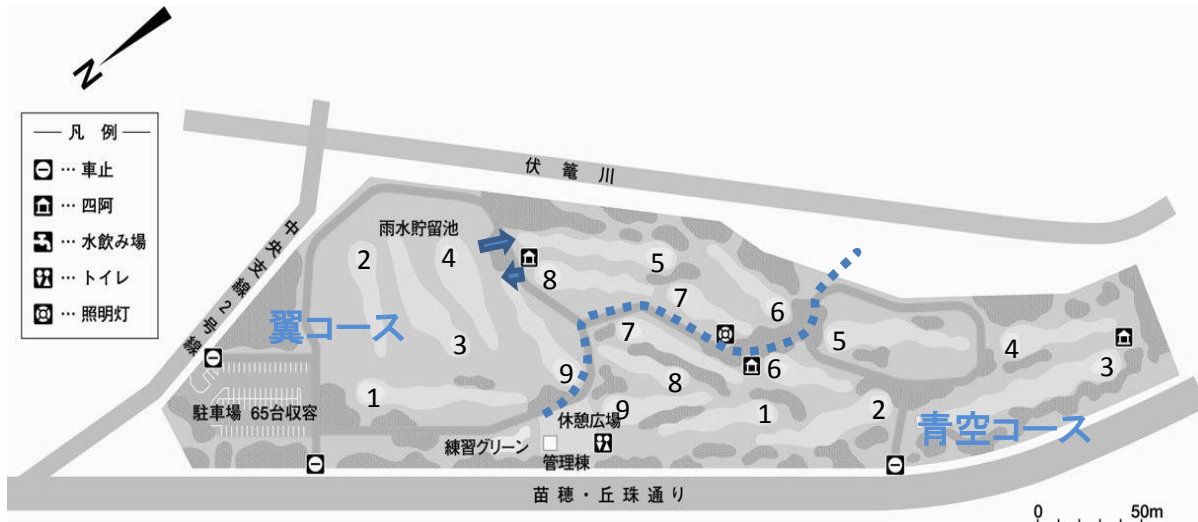 N
凡 例
… 車止
… 四阿
… 水飲み場
… トイレ
… 照明灯
伏篭川
中央支線2号線
雨水貯留池
2
4
8
5
7
6
翼コース
3
7
5
4
3
9
8
6
1
9
1
2
駐車場 65台収容
休憩広場
練習グリーン
管理棟
青空コース
苗穂・丘珠通り
0 50m